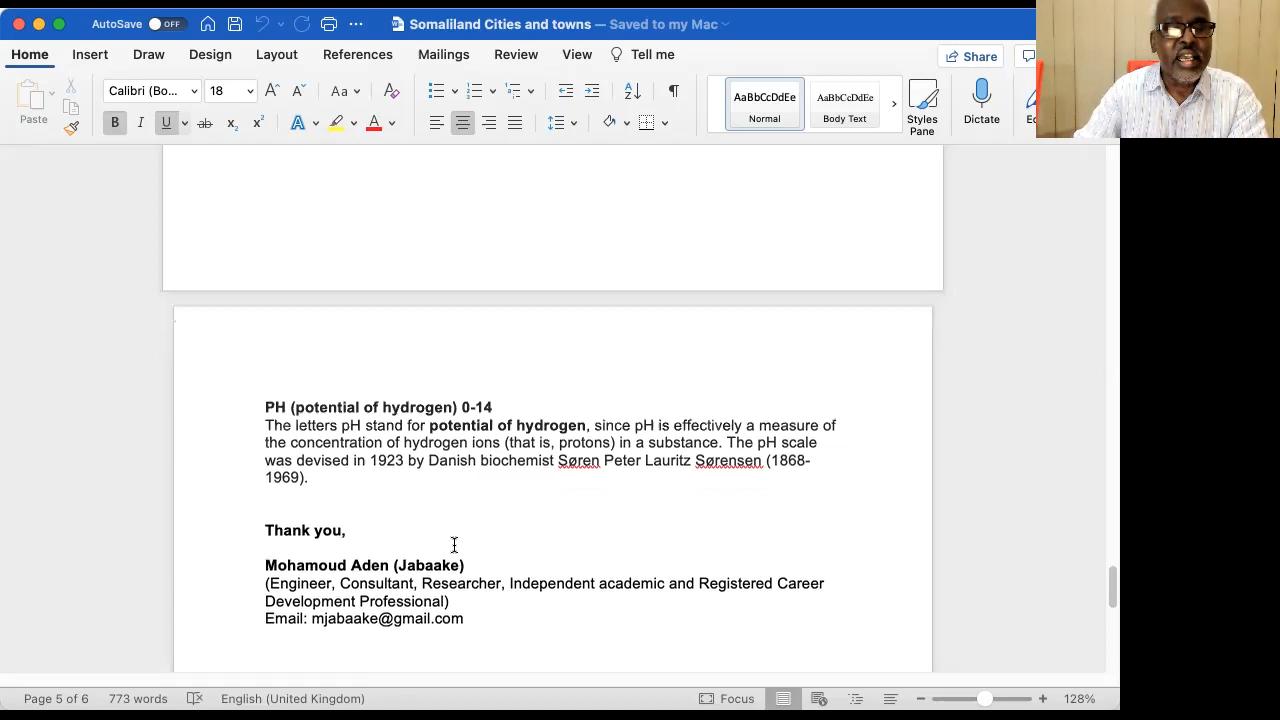 AutoSave OFF
Somaliland Cities and towns — Saved to my Mac
Home Insert Draw Design Layout References Mailings Review View Tell me
Share
Paste
Calibri (Bo... 18
Aa
AaBbCcDdEe
Normal
AaBbCcDdEe
Body Text
Styles Pane
Dictate
PH (potential of hydrogen) 0-14
The letters pH stand for potential of hydrogen, since pH is effectively a measure of
the concentration of hydrogen ions (that is, protons) in a substance. The pH scale
was devised in 1923 by Danish biochemist Søren Peter Lauritz Sørensen (1868-
1969).
Thank you,
Mohamoud Aden (Jabaake)
(Engineer, Consultant, Researcher, Independent academic and Registered Career
Development Professional)
Email: mjabaake@gmail.com
Page 5 of 6 773 words English (United Kingdom) Focus 128%